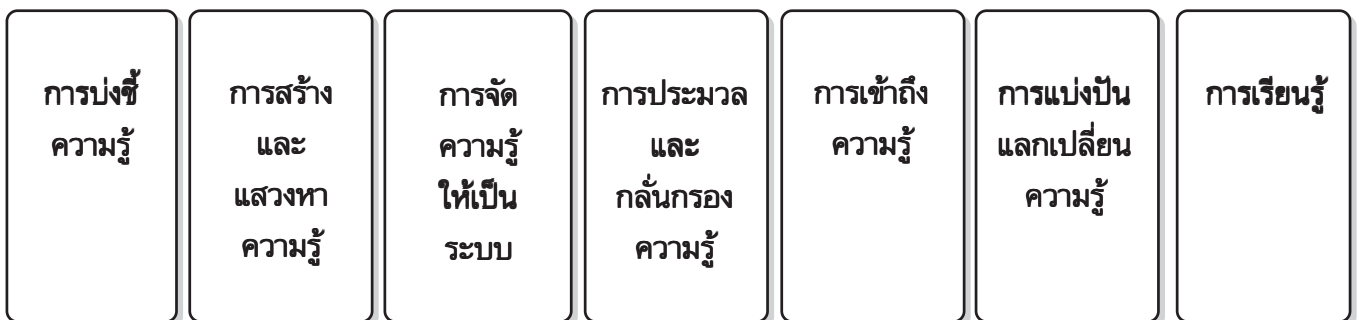 การบ่งชี้
ความรู้
การสร้าง
และ
แสวงหา
ความรู้
การจัด
ความรู้
ให้เป็น
ระบบ
การประมวล
และ
กลั่นกรอง
ความรู้
การเข้าถึง
ความรู้
การแบ่งปัน
แลกเปลี่ยน
ความรู้
การเรียนรู้